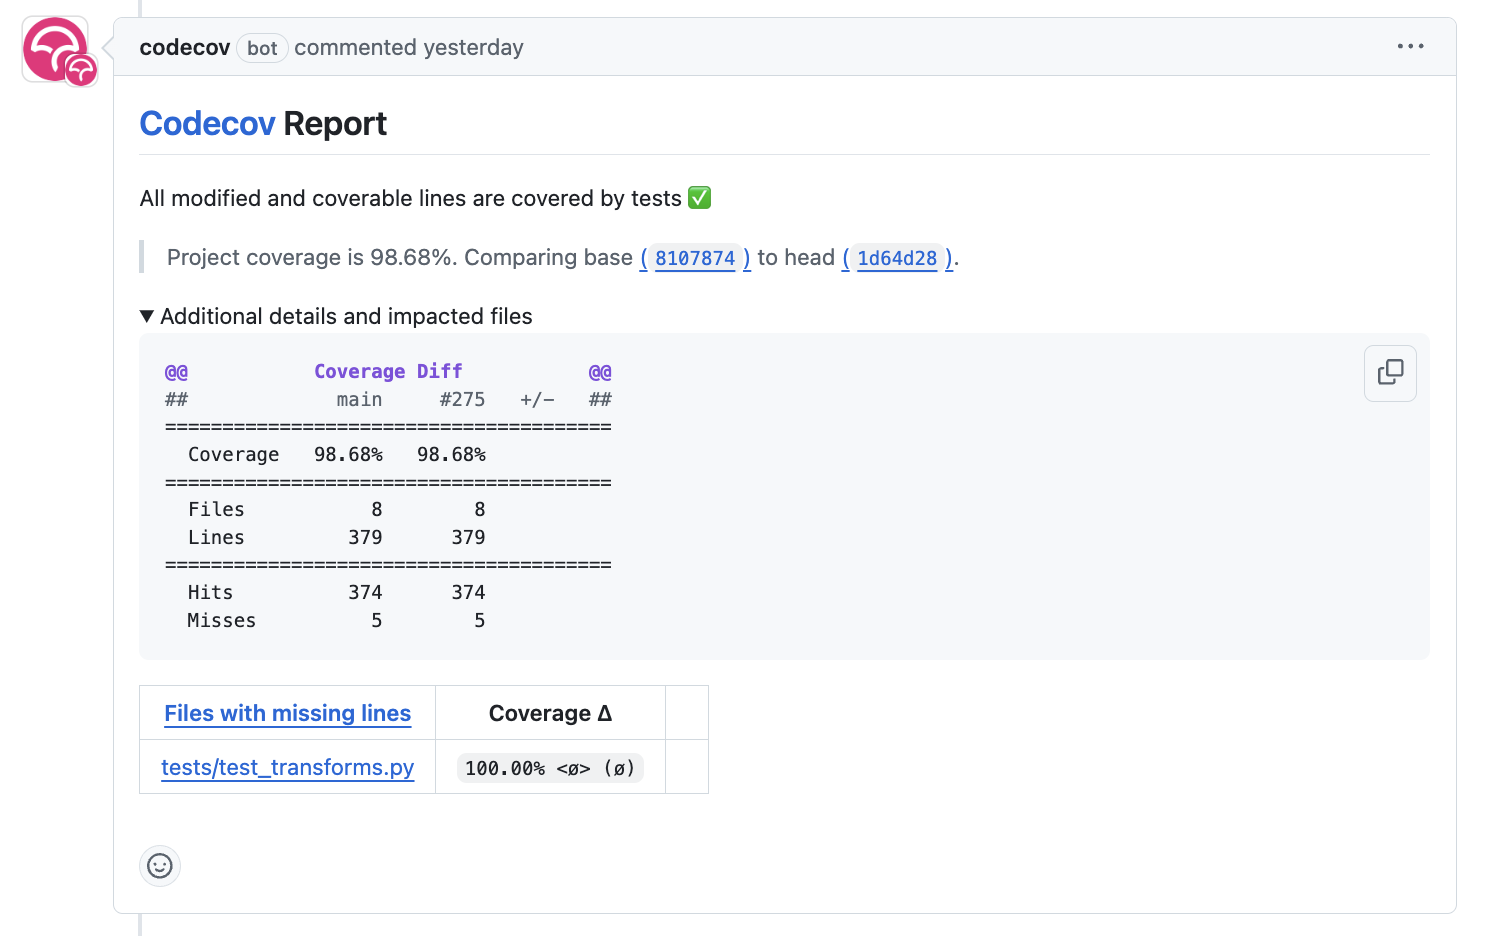 codecov bot commented yesterday
Codecov Report
All modified and coverable lines are covered by tests ✅
Project coverage is 98.68%. Comparing base (8107874) to head (1d64d28).
▼ Additional details and impacted files
@@           Coverage Diff           @@
##             main     #275   +/-   ##
=======================================
  Coverage   98.68%   98.68%
=======================================
  Files           8        8
  Lines         379      379
=======================================
  Hits          374      374
  Misses          5        5
Files with missing lines Coverage Δ
tests/test_transforms.py 100.00% <ø> (ø)